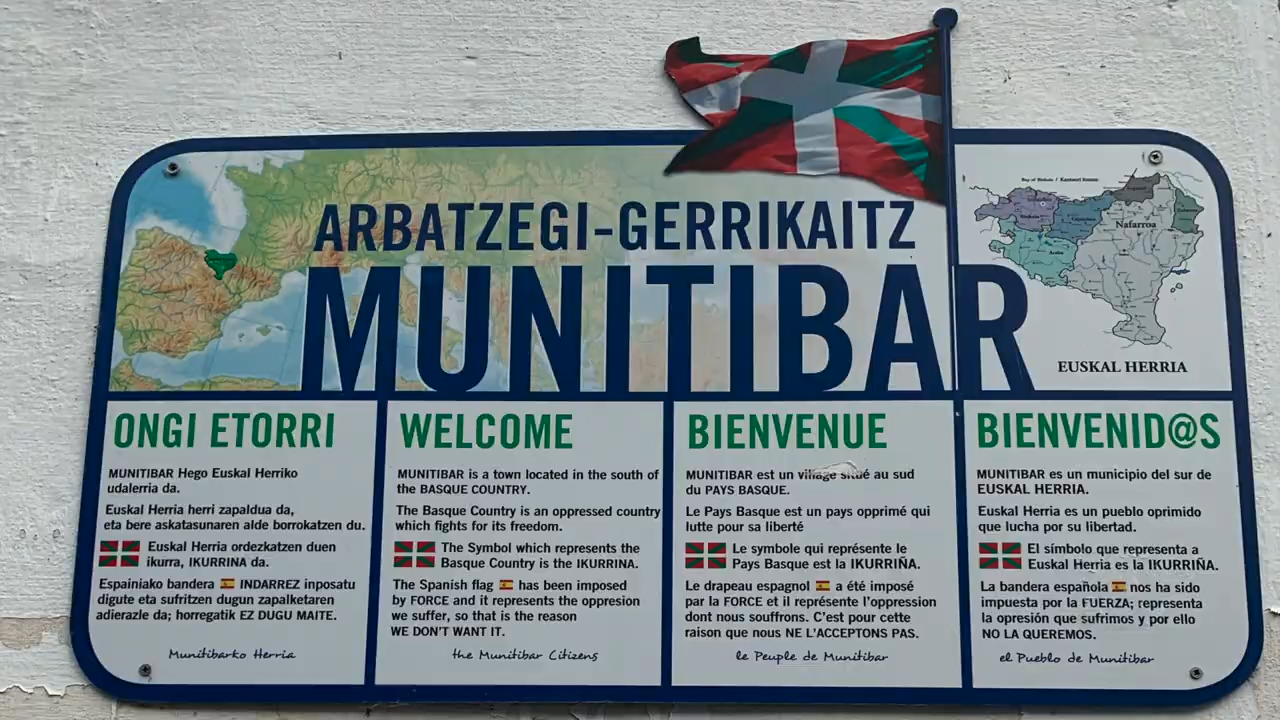 ARBATZEGI-GERRIKAITZ
MUNITIBAR
Nafarroa
EUSKAL HERRIA
ONGI ETORRI
MUNITIBAR Hego Euskal Herriko
udalerria da.
Euskal Herria herri zapaldua da,
eta bere askatasunaren alde borrokatzen du.
Euskal Herria ordezkatzen duen
ikurra, IKURRINA da.
Espainiako bandera INDARREZ inposatu
digute eta sufritzen dugun zapalketaren
adierazle da; horregatik EZ DUGU MAITE.
Munitibarko Herria
WELCOME
MUNITIBAR is a town located in the south of
the BASQUE COUNTRY.
The Basque Country is an oppressed country
which fights for its freedom.
The Symbol which represents the
Basque Country is the IKURRINA.
The Spanish flag has been imposed
by FORCE and it represents the oppresion
we suffer, so that is the reason
WE DON'T WANT IT.
the Munitibar Citizens
BIENVENUE
MUNITIBAR est un village situé au sud
du PAYS BASQUE.
Le Pays Basque est un pays opprimé qui
lutte pour sa liberté
Le symbole qui représente le
Pays Basque est la IKURRIÑA.
Le drapeau espagnol a été imposé
par la FORCE et il représente l'oppression
dont nous souffrons. C'est pour cette
raison que nous NE L'ACCEPTONS PAS.
le Peuple de Munitibar
BIENVENID@S
MUNITIBAR es un municipio del sur de
EUSKAL HERRIA.
Euskal Herria es un pueblo oprimido
que lucha por su libertad.
El símbolo que representa a
Euskal Herria es la IKURRIÑA.
La bandera española nos ha sido
impuesta por la FUERZA; representa
la opresión que sufrimos y por ello
NO LA QUEREMOS.
el Pueblo de Munitibar